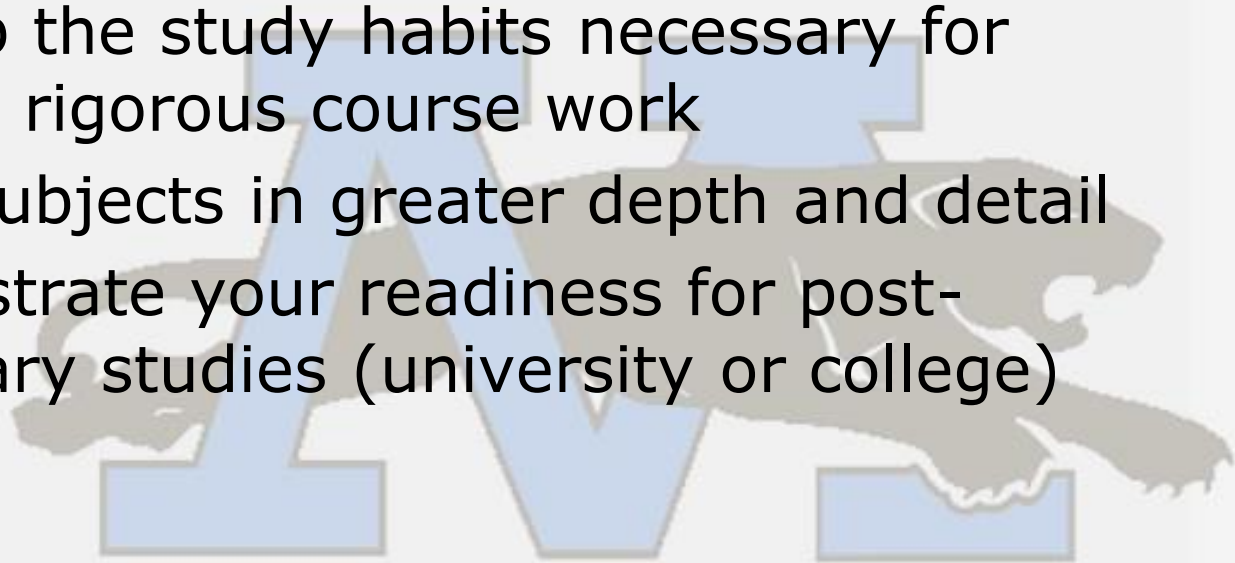 the study habits necessary for
rigorous course work
ubjects in greater depth and detail
strate your readiness for post-
ary studies (university or college)
N